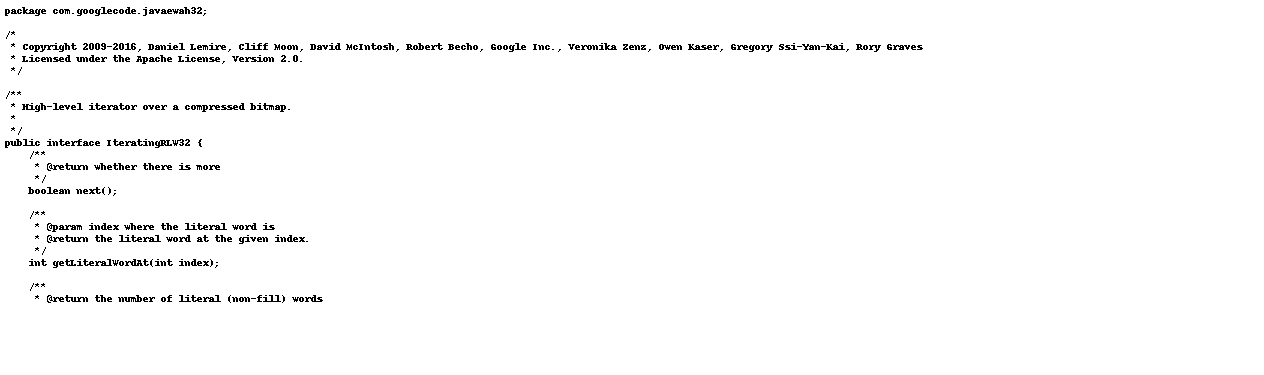 package com.googlecode.javaewah32;

/*
 * Copyright 2009-2016, Daniel Lemire, Cliff Moon, David McIntosh, Robert Becho, Google Inc., Veronika Zenz, Owen Kaser, Gregory Ssi-Yan-Kai, Rory Graves
 * Licensed under the Apache License, Version 2.0.
 */

/**
 * High-level iterator over a compressed bitmap.
 *
 */
public interface IteratingRLW32 {
    /**
     * @return whether there is more
     */
    boolean next();

    /**
     * @param index where the literal word is
     * @return the literal word at the given index.
     */
    int getLiteralWordAt(int index);

    /**
     * @return the number of literal (non-fill) words